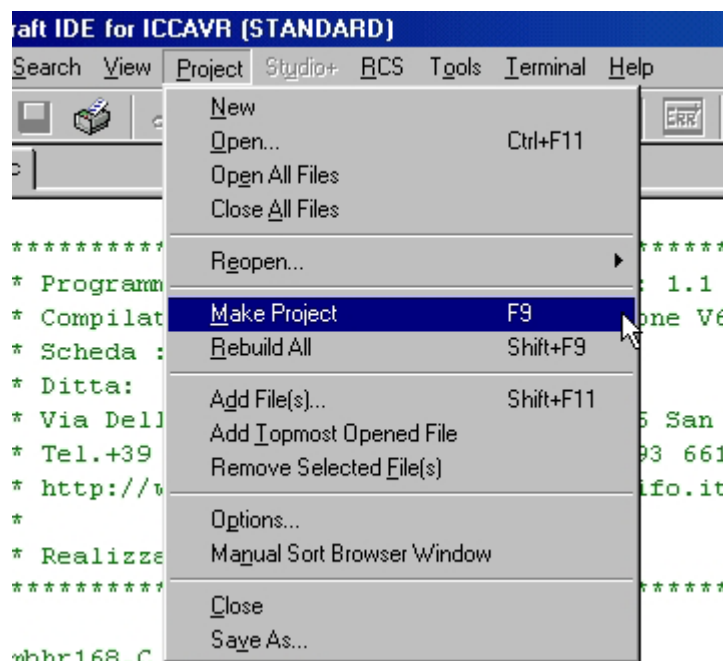 raft IDE for ICCAVR (STANDARD)
Search View Project Studio+ RCS Tools Terminal Help
ERR
c
New
Open... Ctrl+F11
Open All Files
Close All Files
Reopen...
Make Project F9
Rebuild All Shift+F9
Add File(s)... Shift+F11
Add Topmost Opened File
Remove Selected File(s)
Options...
Manual Sort Browser Window
Close
Save As...
**********
* Programm : 1.1
* Compilat one V6
* Scheda :
* Ditta:
* Via Dell San
* Tel.+39 93 661
* http:// ifo.it
*
* Realizza
**********
mbhr168.C